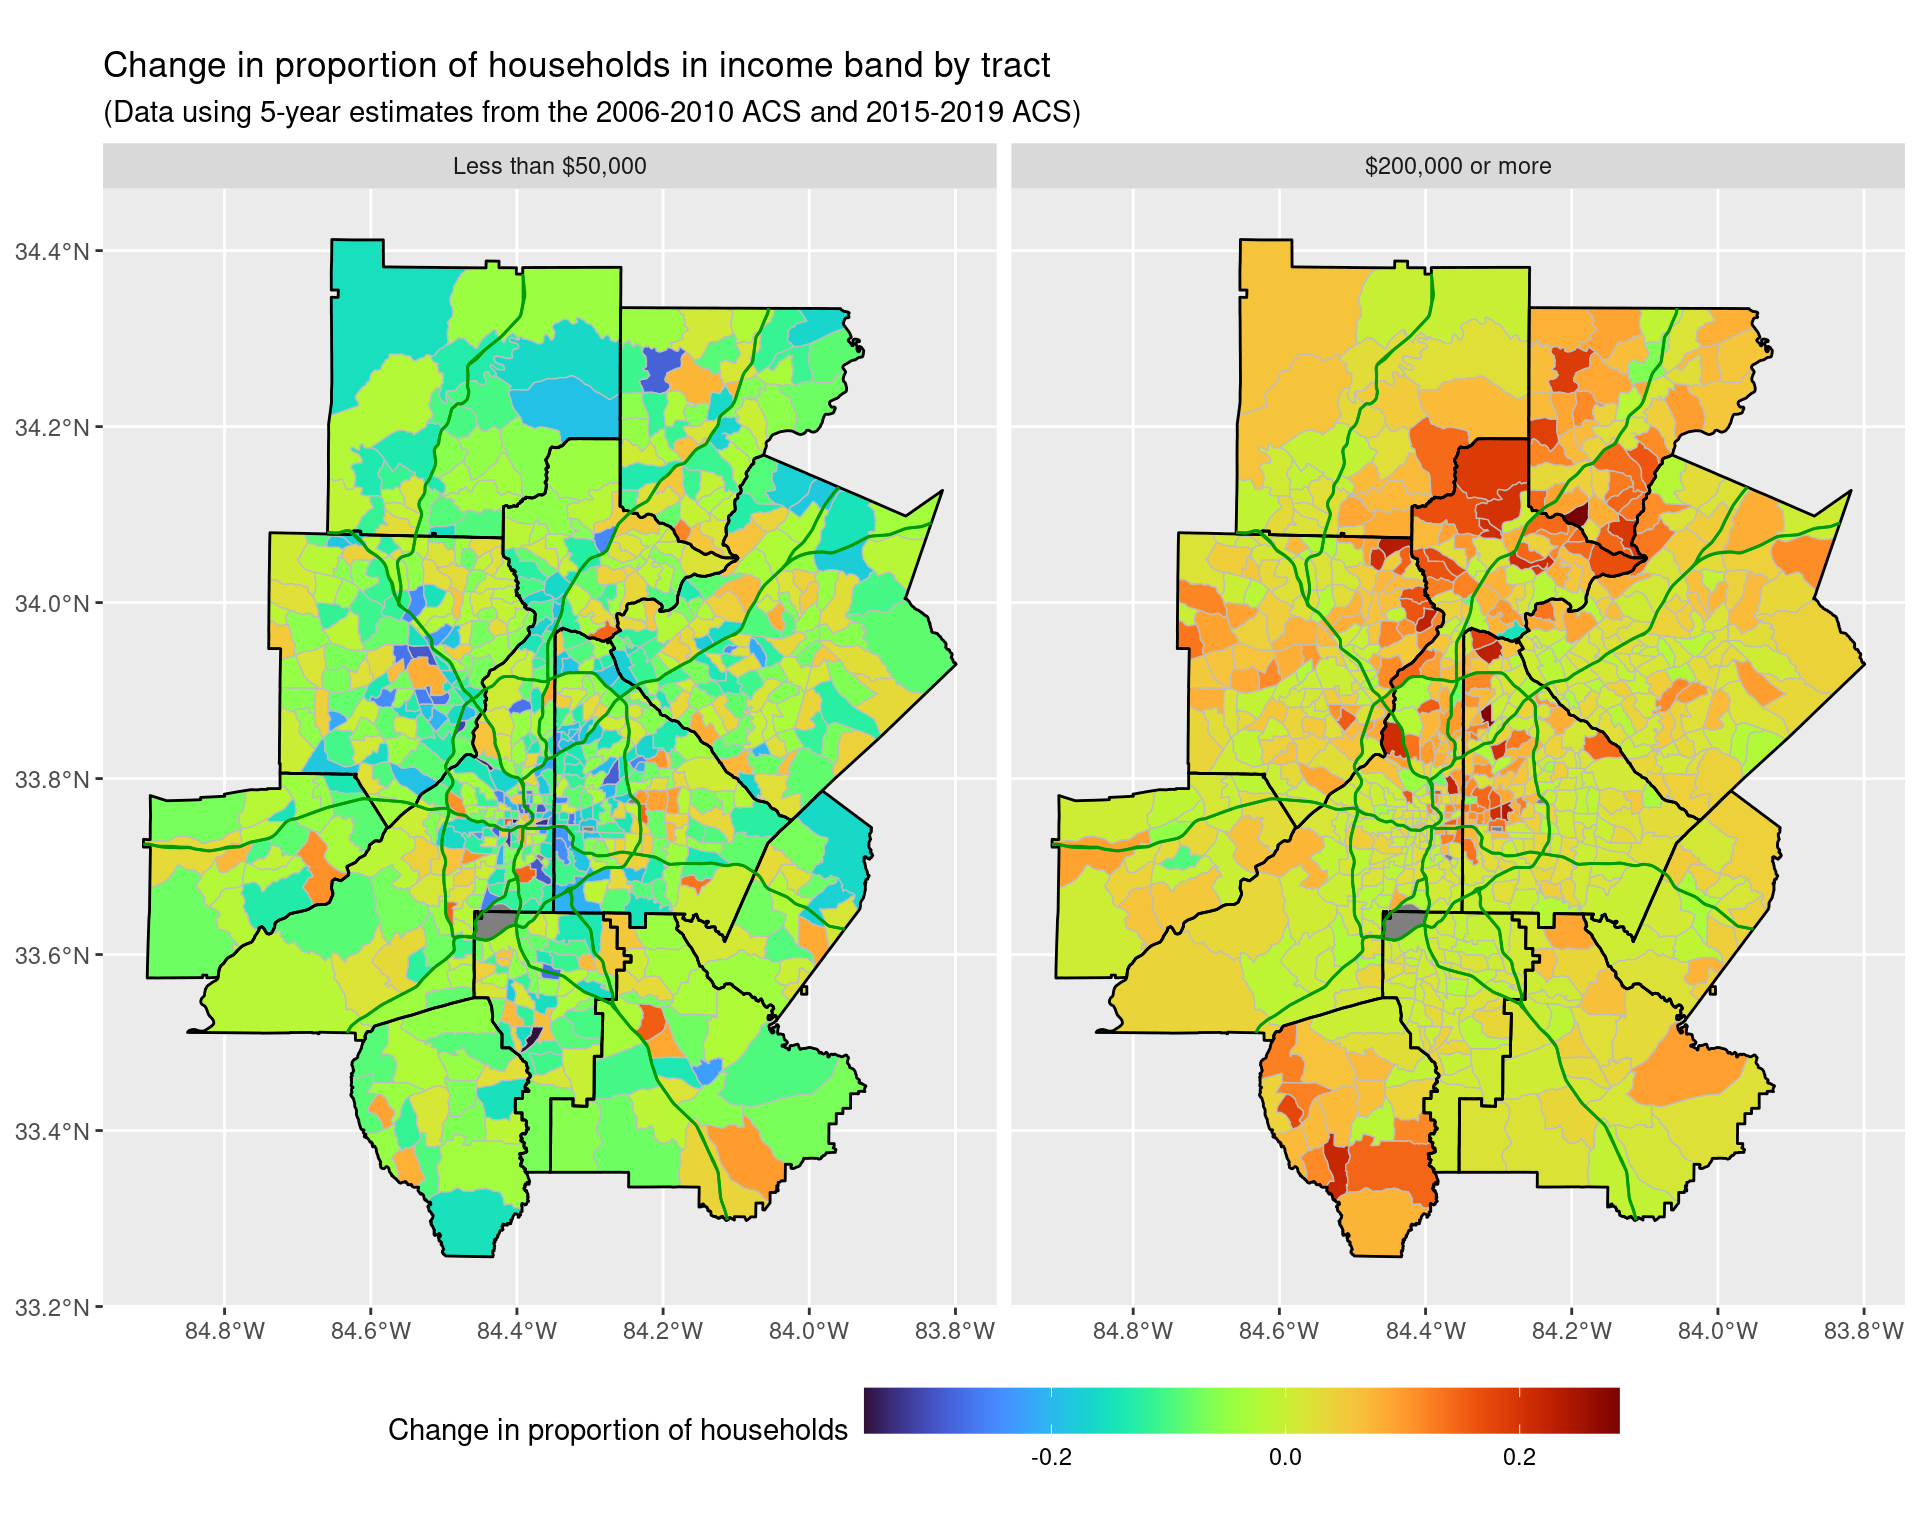 Change in proportion of households in income band by tract
(Data using 5-year estimates from the 2006-2010 ACS and 2015-2019 ACS)
Less than $50,000
$200,000 or more
34.4°N
34.2°N
34.0°N
33.8°N
33.6°N
33.4°N
33.2°N
84.8°W 84.6°W 84.4°W 84.2°W 84.0°W 83.8°W
84.8°W 84.6°W 84.4°W 84.2°W 84.0°W 83.8°W
Change in proportion of households
-0.2 0.0 0.2